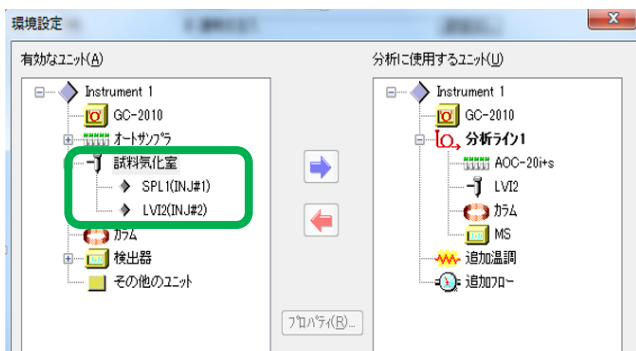 環境設定
有効なユニット(A)
Instrument 1
GC-2010
オートサンプラ
試料気化室
SPL1(INJ#1)
LVI2(INJ#2)
カラム
検出器
その他のユニット
プロパティ(R)...
分析に使用するユニット(U)
Instrument 1
GC-2010
分析ライン1
AOC-20i+s
LVI2
カラム
MS
追加温調
追加フロー